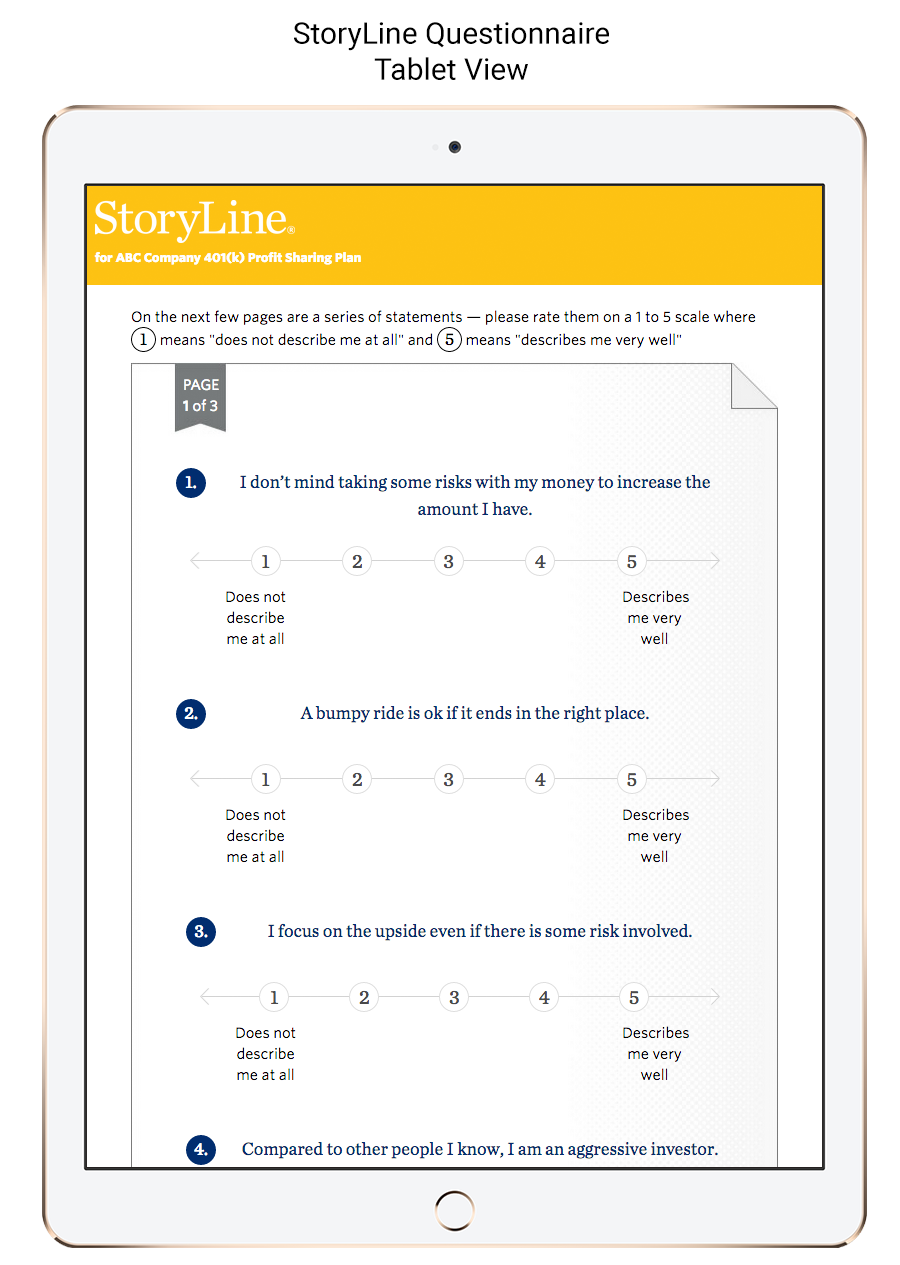 StoryLine Questionnaire
Tablet View
StoryLine®
for ABC Company 401(k) Profit Sharing Plan
On the next few pages are a series of statements — please rate them on a 1 to 5 scale where
1 means "does not describe me at all" and 5 means "describes me very well"
PAGE
1 of 3
1. I don’t mind taking some risks with my money to increase the
amount I have.
1 2 3 4 5
Does not Describes
describe me very
me at all well
2. A bumpy ride is ok if it ends in the right place.
1 2 3 4 5
Does not Describes
describe me very
me at all well
3. I focus on the upside even if there is some risk involved.
1 2 3 4 5
Does not Describes
describe me very
me at all well
4. Compared to other people I know, I am an aggressive investor.